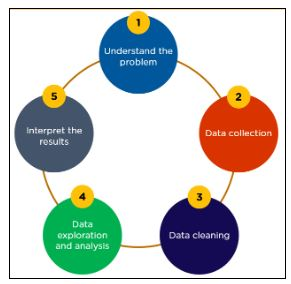 1
Understand the
problem
2
Data collection
3
Data cleaning
4
Data
exploration
and analysis
5
Interpret the
results